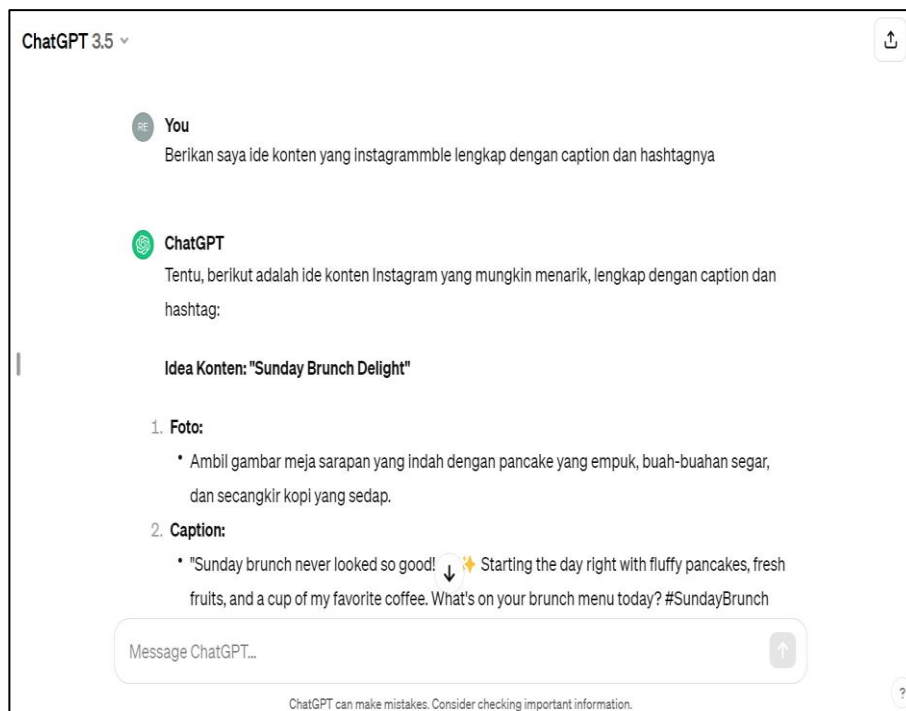 ChatGPT 3.5
RE
You
Berikan saya ide konten yang instagrammble lengkap dengan caption dan hashtagnya
ChatGPT
Tentu, berikut adalah ide konten Instagram yang mungkin menarik, lengkap dengan caption dan
hashtag:
Idea Konten: "Sunday Brunch Delight"
1. Foto:
• Ambil gambar meja sarapan yang indah dengan pancake yang empuk, buah-buahan segar,
dan secangkir kopi yang sedap.
2. Caption:
• "Sunday brunch never looked so good! ✨ Starting the day right with fluffy pancakes, fresh
fruits, and a cup of my favorite coffee. What's on your brunch menu today? #SundayBrunch
Message ChatGPT...
ChatGPT can make mistakes. Consider checking important information.
?